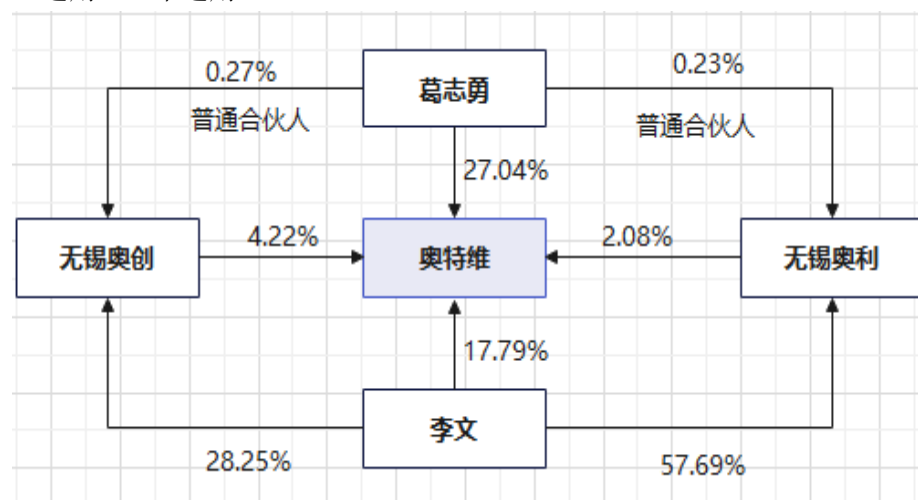 0.27%
葛志勇
0.23%
普通合伙人
普通合伙人
27.04%
无锡奥创
4.22%
奥特维
2.08%
无锡奥利
17.79%
李文
28.25%
57.69%